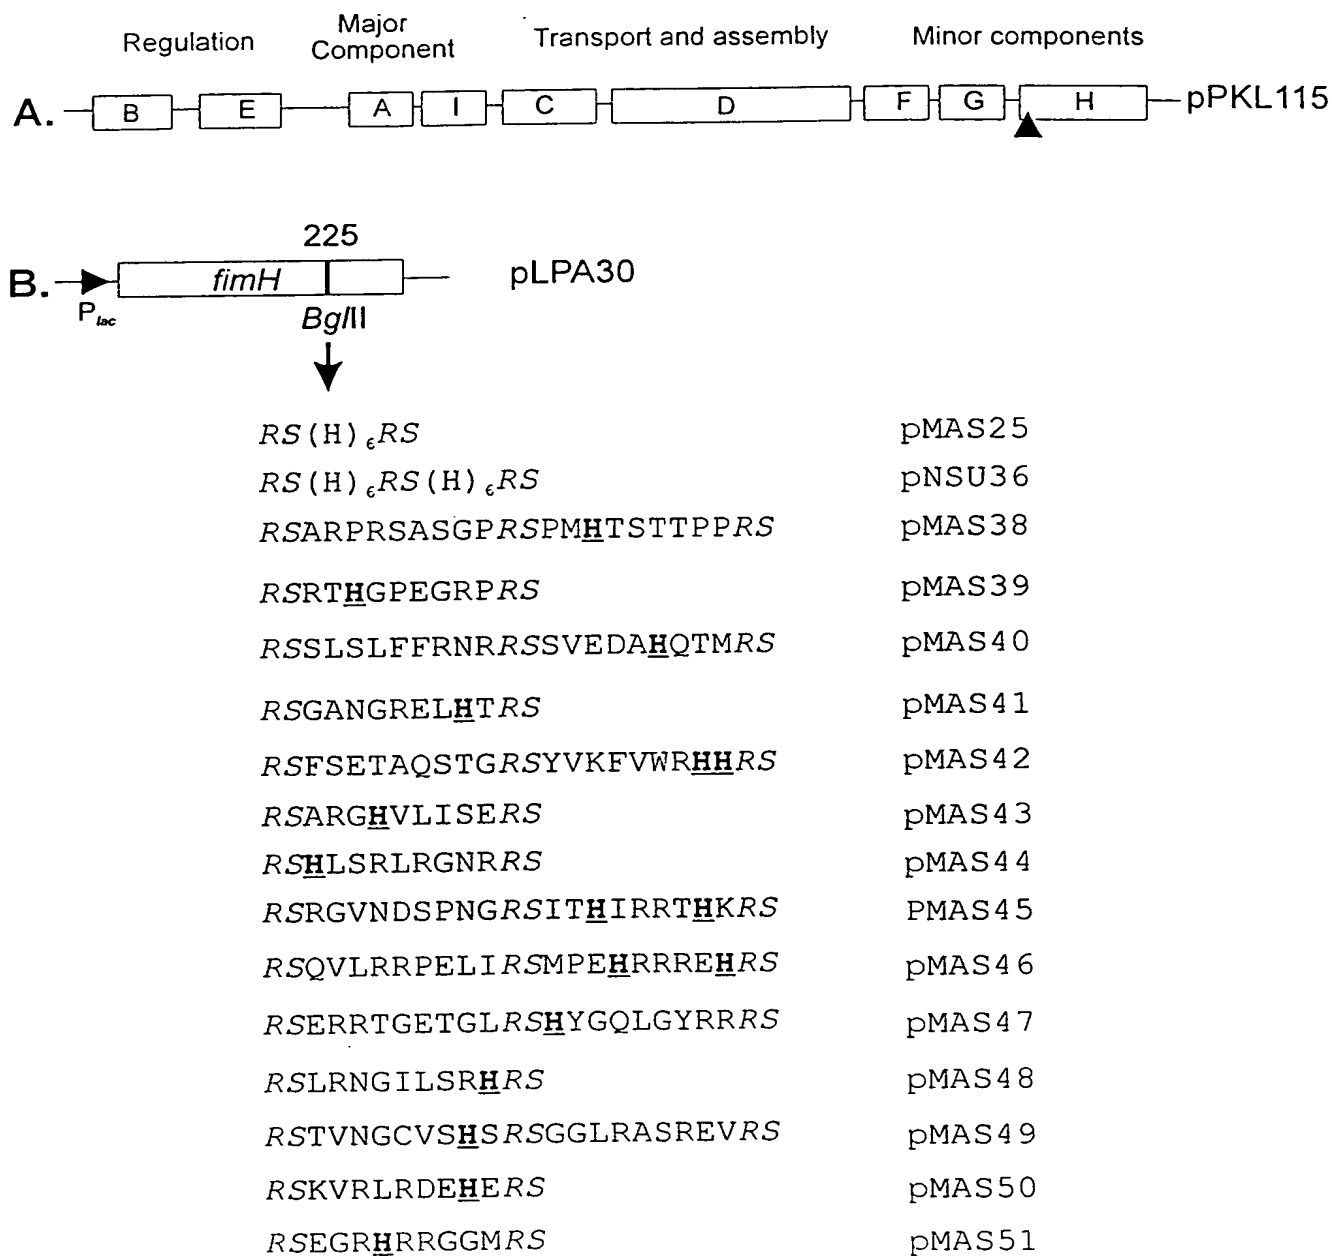 Regulation Major Component Transport and assembly Minor components
A. B E A I C D F G H pPKL115
225
B. fimH pLPA30
Plac BglII
RS(H)6RS pMAS25
RS(H)6RS(H)6RS pNSU36
RSARPRSASGPRSPMHTSTTPPRS pMAS38
RSRTHGPEGRPRS pMAS39
RSSLSLFFRNRRSSVEDAHQTMRS pMAS40
RSGANGRELHTRS pMAS41
RSFSETAQSTGRSYVKFVWRHHRS pMAS42
RSARGHVLISERS pMAS43
RSHLSRLRGNRRS pMAS44
RSRGVNDSPNGRSITHIRRTHKRS PMAS45
RSQVLRRPELIRSMPEHRRREHRS pMAS46
RSERRTGETGLRSHYGQLGYRRRS pMAS47
RSLRNGILSRHRS pMAS48
RSTVNGCVSHSRSGGLRASREVRS pMAS49
RSKVRLRDEHERS pMAS50
RSEGRHRRGGMRS pMAS51